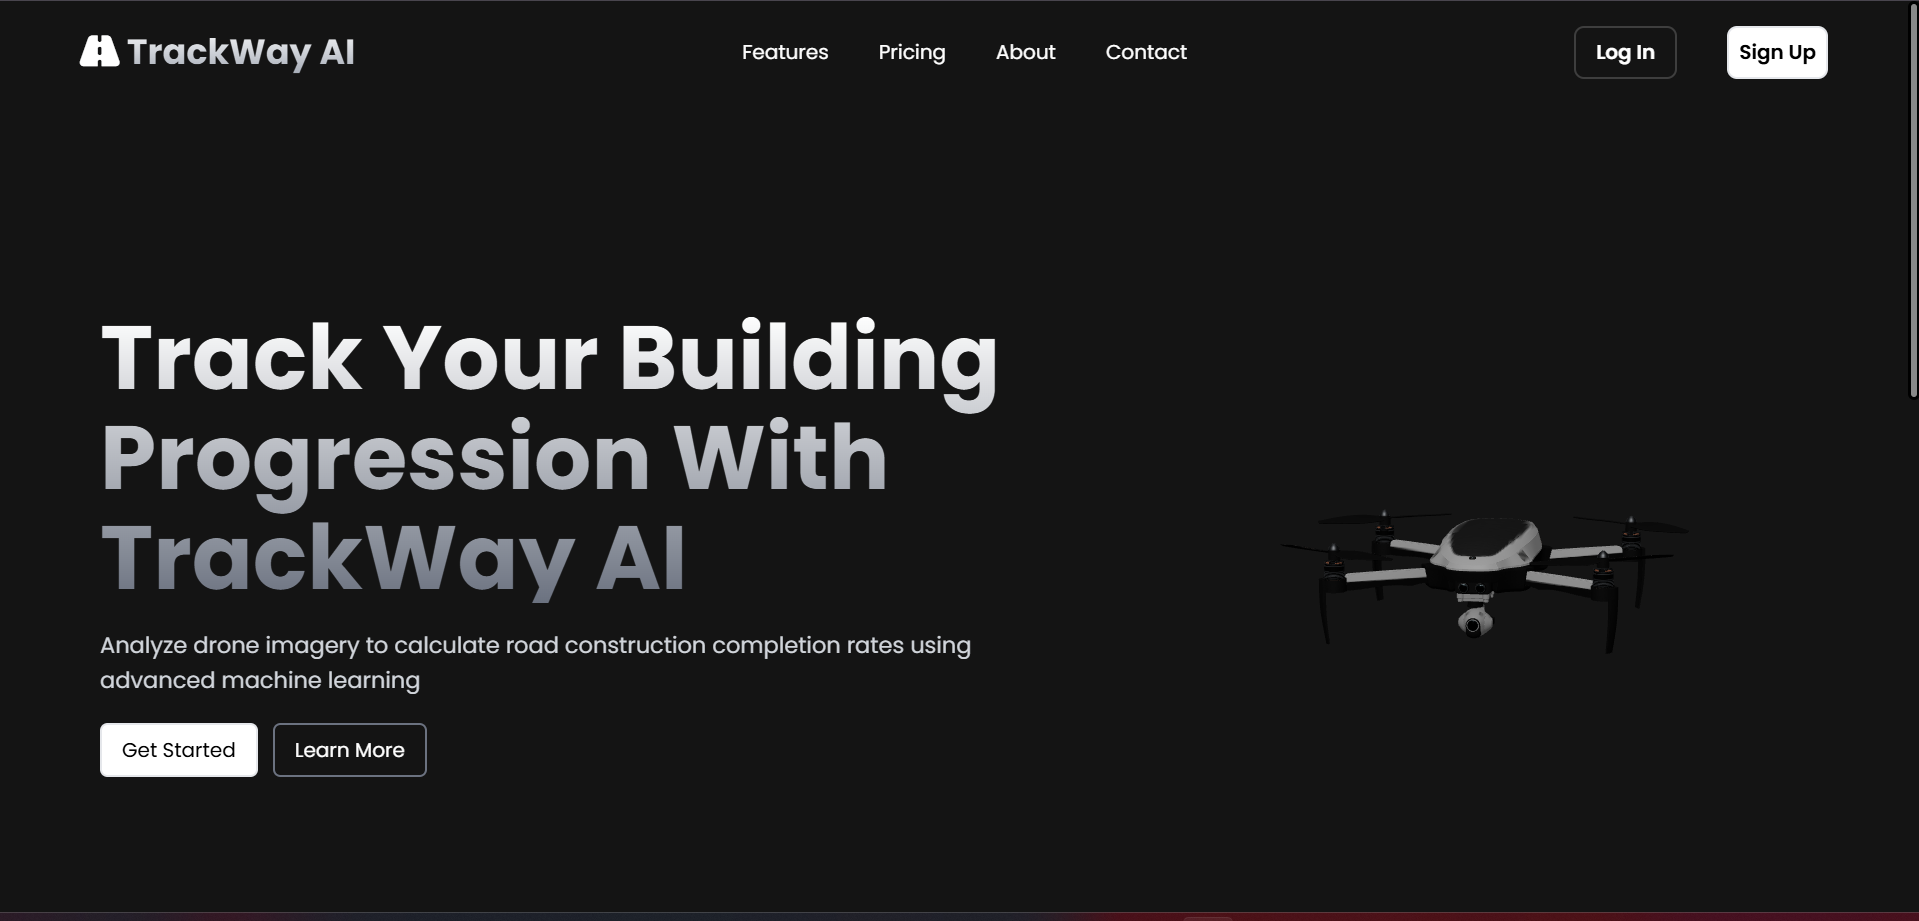 TrackWay AI
Features
Pricing
About
Contact
Log In
Sign Up
Track Your Building
Progression With
TrackWay AI
Analyze drone imagery to calculate road construction completion rates using
advanced machine learning
Get Started
Learn More